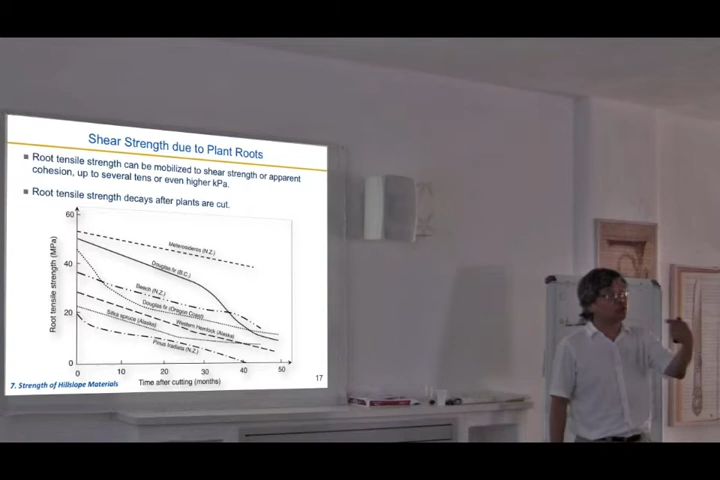 Shear Strength due to Plant Roots
Root tensile strength can be mobilized to shear strength or apparent
cohesion, up to several tens or even higher kPa.
Root tensile strength decays after plants are cut.
60
40
20
0
Root tensile strength (MPa)
Meterosideros (N.Z.)
Douglas fir (B.C.)
Beech (N.Z.)
Douglas fir (Oregon Coast)
Western Hemlock (Alaska)
Sitka spruce (Alaska)
Pinus tradiata (N.Z.)
0 10 20 30 40 50
Time after cutting (months)
7. Strength of Hillslope Materials
17